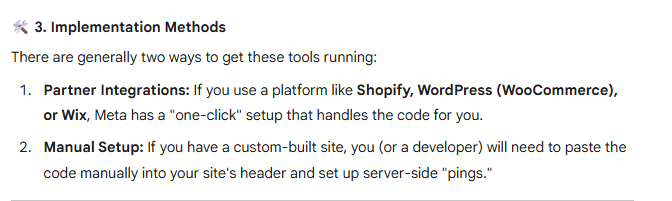 🛠️ 3. Implementation Methods
There are generally two ways to get these tools running:
1. Partner Integrations: If you use a platform like Shopify, WordPress (WooCommerce),
or Wix, Meta has a "one-click" setup that handles the code for you.
2. Manual Setup: If you have a custom-built site, you (or a developer) will need to paste the
code manually into your site's header and set up server-side "pings."